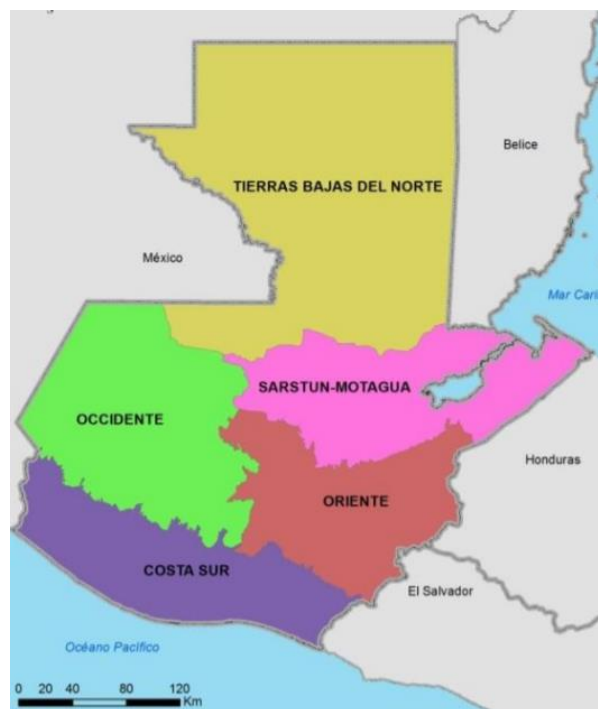 Belice
TIERRAS BAJAS DEL NORTE
México
Mar Cari
SARSTUN-MOTAGUA
OCCIDENTE
Honduras
ORIENTE
COSTA SUR
El Salvador
Océano Pacífico
0 20 40 80 120
Km